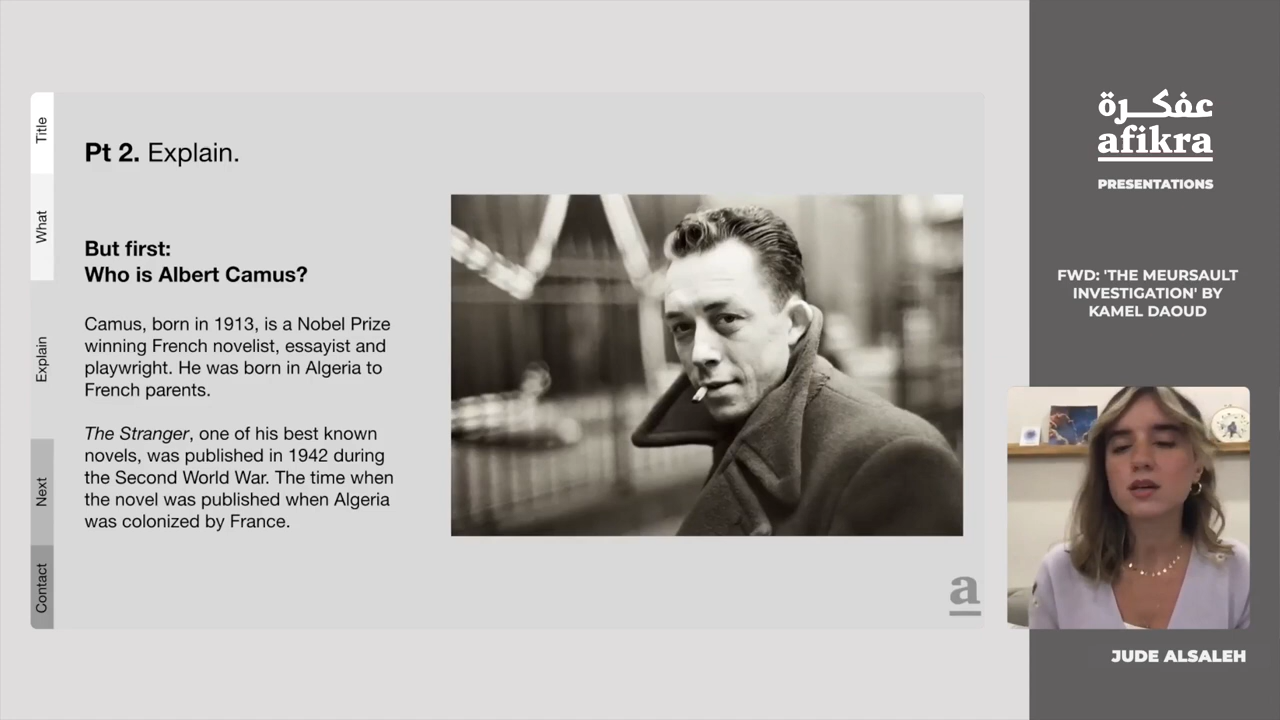 Title
What
Explain
Next
Contact
Pt 2. Explain.
But first:
Who is Albert Camus?
Camus, born in 1913, is a Nobel Prize
winning French novelist, essayist and
playwright. He was born in Algeria to
French parents.
The Stranger, one of his best known
novels, was published in 1942 during
the Second World War. The time when
the novel was published when Algeria
was colonized by France.
a
عفكرة
afikra
PRESENTATIONS
FWD: 'THE MEURSAULT
INVESTIGATION' BY
KAMEL DAOUD
JUDE ALSALEH